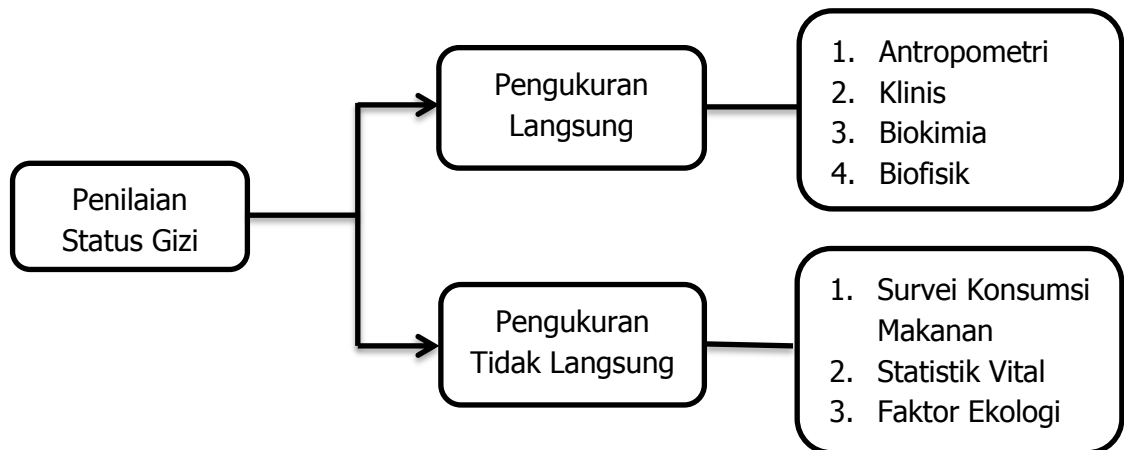 Penilaian
Status Gizi
Pengukuran
Langsung
1. Antropometri
2. Klinis
3. Biokimia
4. Biofisik
Pengukuran
Tidak Langsung
1. Survei Konsumsi
Makanan
2. Statistik Vital
3. Faktor Ekologi